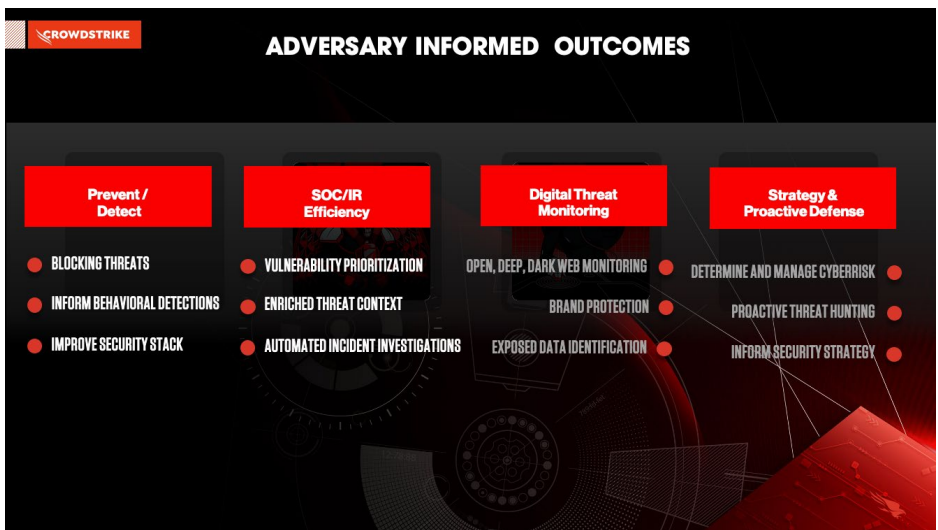 CROWDSTRIKE
ADVERSARY INFORMED OUTCOMES
Prevent /
Detect
BLOCKING THREATS
INFORM BEHAVIORAL DETECTIONS
IMPROVE SECURITY STACK
SOC/IR
Efficiency
VULNERABILITY PRIORITIZATION
ENRICHED THREAT CONTEXT
AUTOMATED INCIDENT INVESTIGATIONS
Digital Threat
Monitoring
OPEN, DEEP, DARK WEB MONITORING
BRAND PROTECTION
EXPOSED DATA IDENTIFICATION
Strategy &
Proactive Defense
DETERMINE AND MANAGE CYBERRISK
PROACTIVE THREAT HUNTING
INFORM SECURITY STRATEGY